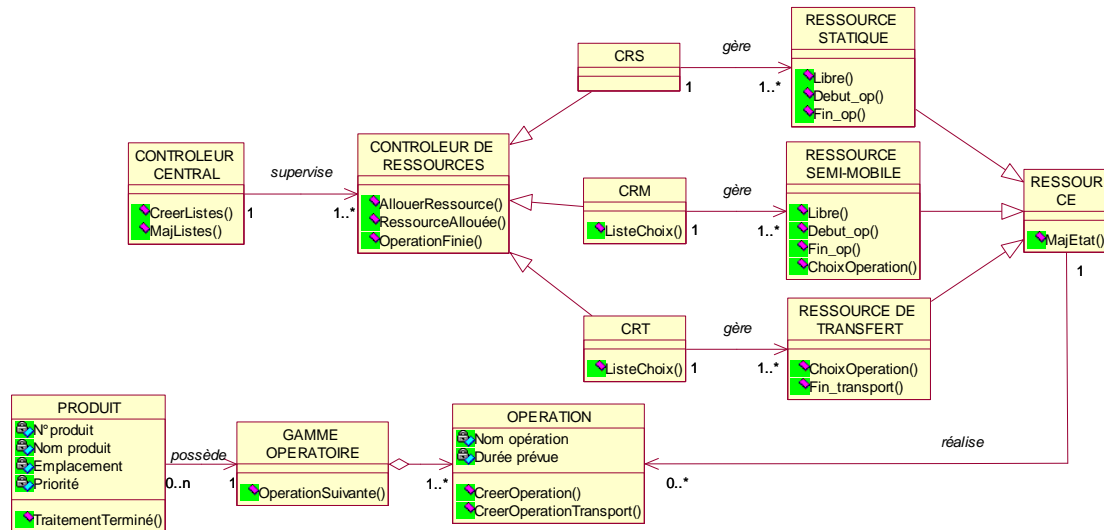 CRS
gère
1
1..*
RESSOURCE
STATIQUE
Libre()
Debut_op()
Fin_op()
CONTROLEUR
CENTRAL
CreerListes()
MajListes()
supervise
1
1..*
CONTROLEUR DE
RESSOURCES
AllouerRessource()
RessourceAllouée()
OperationFinie()
CRM
ListeChoix()
gère
1
1..*
RESSOURCE
SEMI-MOBILE
Libre()
Debut_op()
Fin_op()
ChoixOperation()
RESSOUR
CE
MajEtat()
1
CRT
ListeChoix()
gère
1
1..*
RESSOURCE DE
TRANSFERT
ChoixOperation()
Fin_transport()
PRODUIT
N° produit
Nom produit
Emplacement
Priorité
TraitementTerminé()
possède
0..n
1
GAMME
OPERATOIRE
OperationSuivante()
1..*
OPERATION
Nom opération
Durée prévue
CreerOperation()
CreerOperationTransport()
réalise
0..*